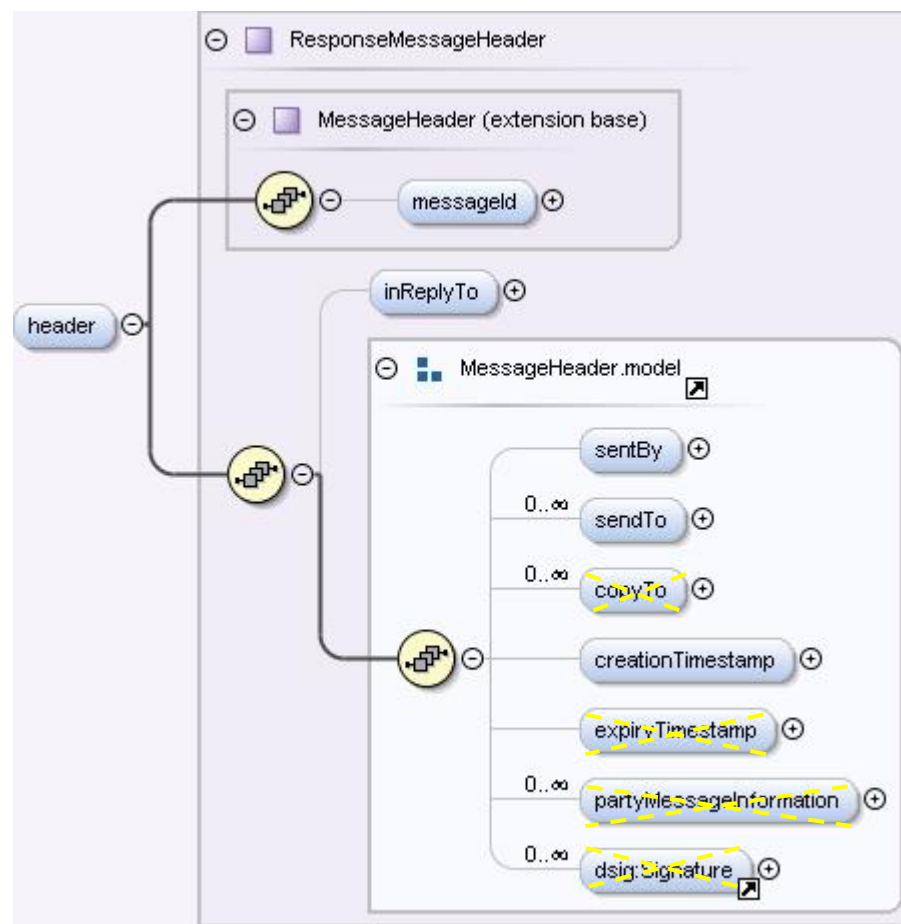 ResponseMessageHeader
MessageHeader (extension base)
messageId
inReplyTo
header
MessageHeader.model
sentBy
0..∞
sendTo
0..∞
copyTo
creationTimestamp
expiryTimestamp
0..∞
partyMessageInformation
0..∞
dsig:Signature